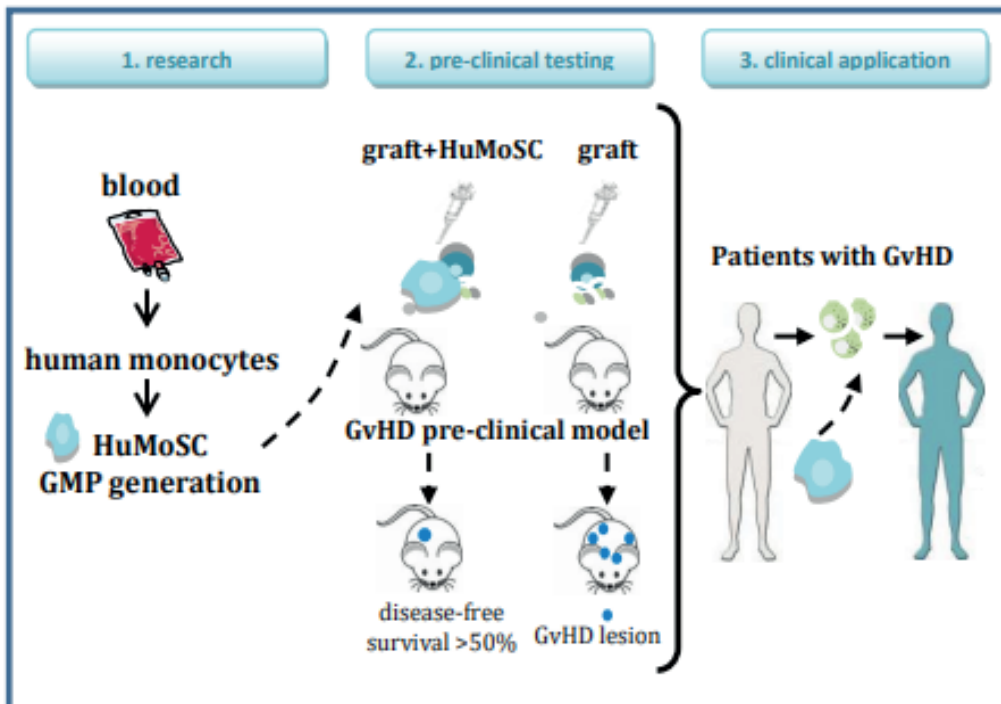 1. research
2. pre-clinical testing
3. clinical application
blood
human monocytes
HuMoSC
GMP generation
graft+HuMoSC
graft
GvHD pre-clinical model
disease-free
survival >50%
GvHD lesion
Patients with GvHD